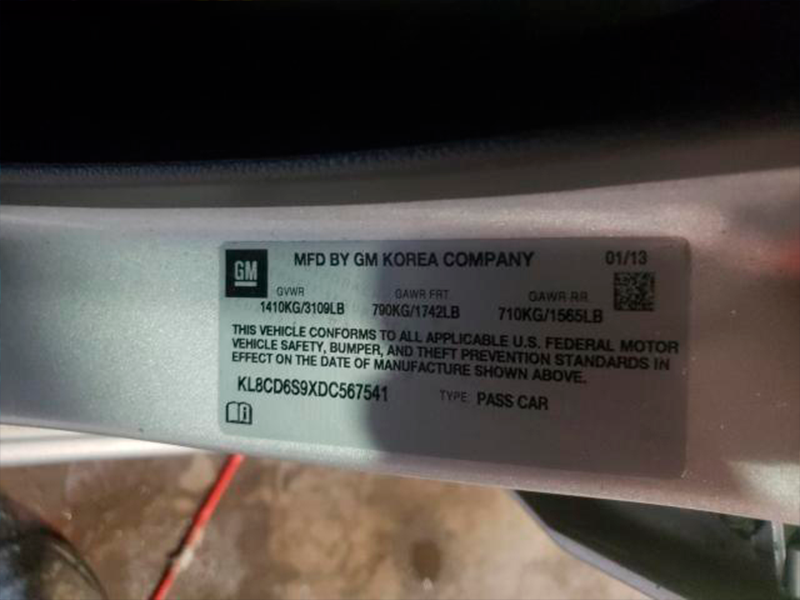 GM
MFD BY GM KOREA COMPANY 01/13
GVWR GAWR FRT. GAWR RR.
1410KG/3109LB 790KG/1742LB 710KG/1565LB
THIS VEHICLE CONFORMS TO ALL APPLICABLE U.S. FEDERAL MOTOR
VEHICLE SAFETY, BUMPER, AND THEFT PREVENTION STANDARDS IN
EFFECT ON THE DATE OF MANUFACTURE SHOWN ABOVE.
KL8CD6S9XDC567541 TYPE: PASS CAR